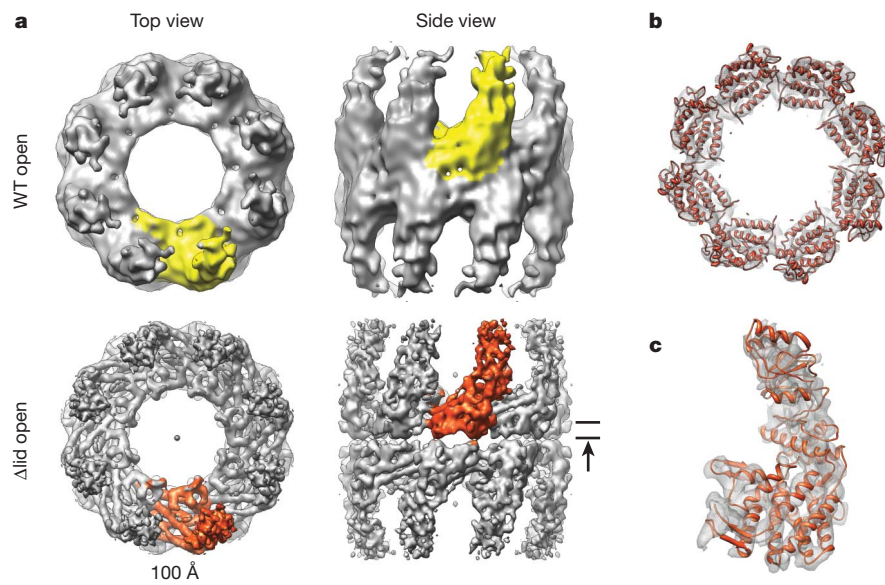 a
Top view
Side view
b
WT open
c
Δlid open
100 Å